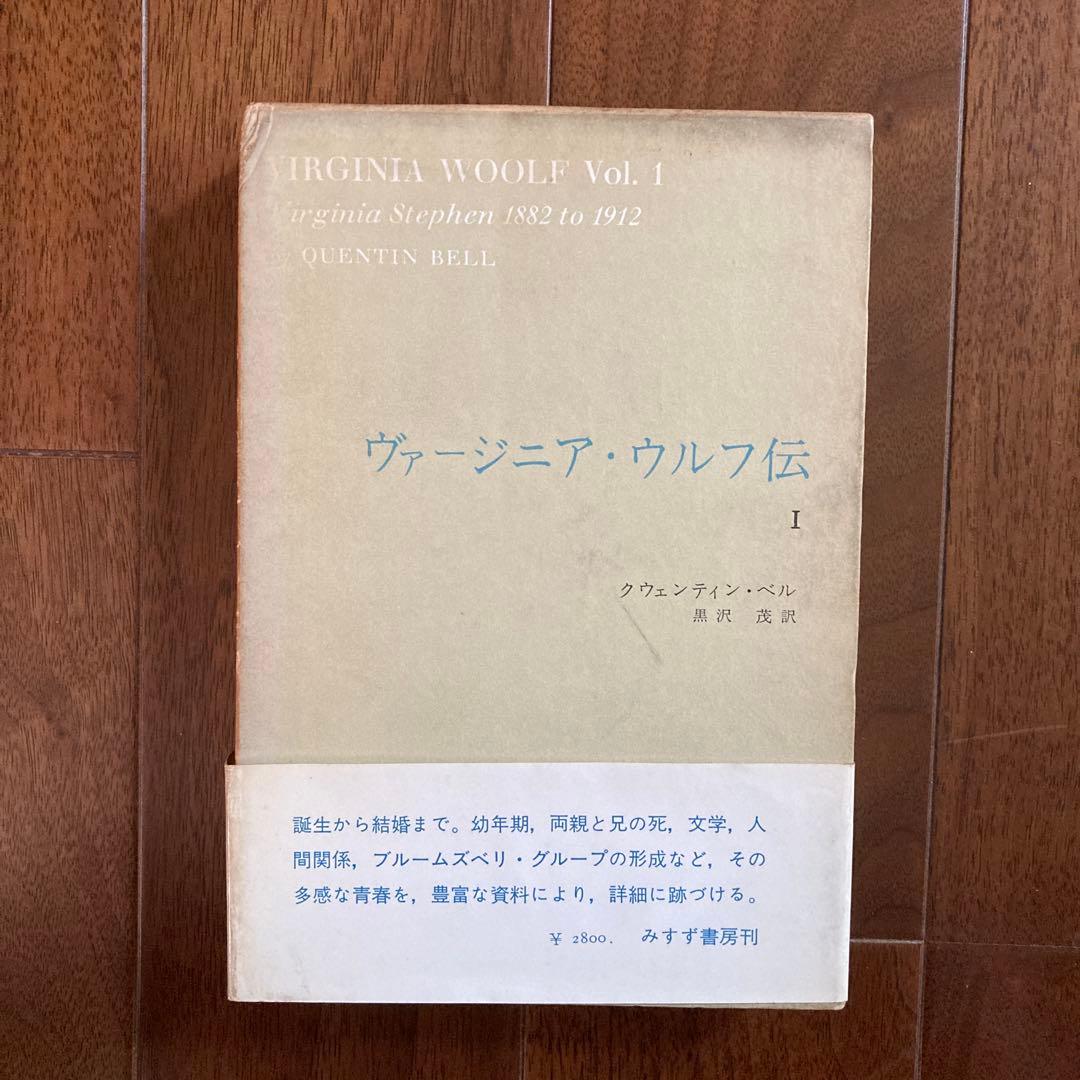 VIRGINIA WOOLF Vol. 1
Virginia Stephen 1882 to 1912
by QUENTIN BELL
ヴァージニア・ウルフ伝
I
クウェンティン・ベル
黒沢 茂訳
誕生から結婚まで。幼年期，両親と兄の死，文学，人
間関係，ブルームズベリ・グループの形成など，その
多感な青春を，豊富な資料により，詳細に跡づける。
¥ 2800. みすず書房刊